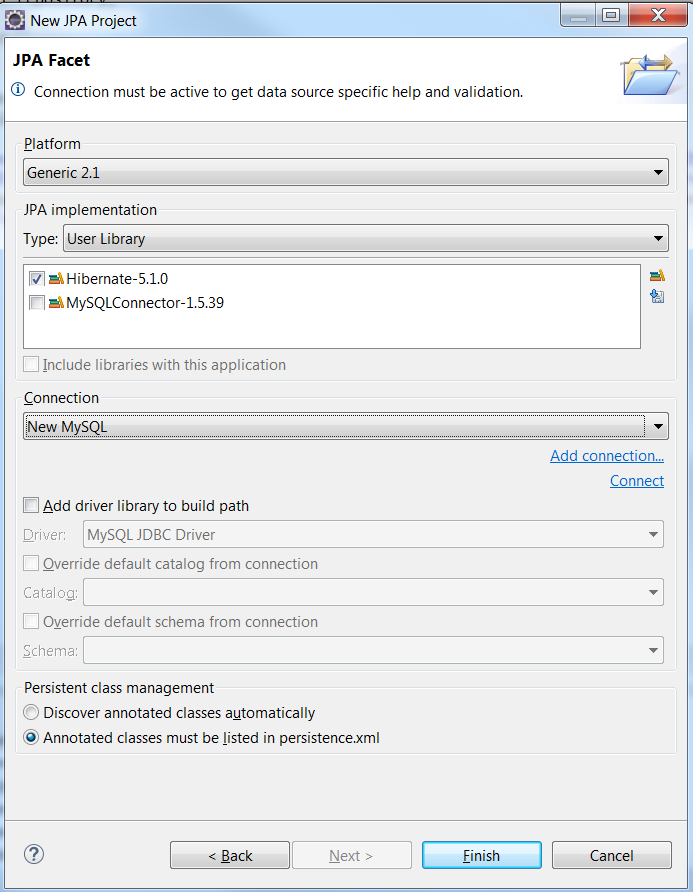 New JPA Project
JPA Facet
Connection must be active to get data source specific help and validation.
Platform
Generic 2.1
JPA implementation
Type: User Library
Hibernate-5.1.0
MySQLConnector-1.5.39
Include libraries with this application
Connection
New MySQL
Add connection...
Connect
Add driver library to build path
Driver: MySQL JDBC Driver
Override default catalog from connection
Catalog:
Override default schema from connection
Schema:
Persistent class management
Discover annotated classes automatically
Annotated classes must be listed in persistence.xml
? < Back Next > Finish Cancel